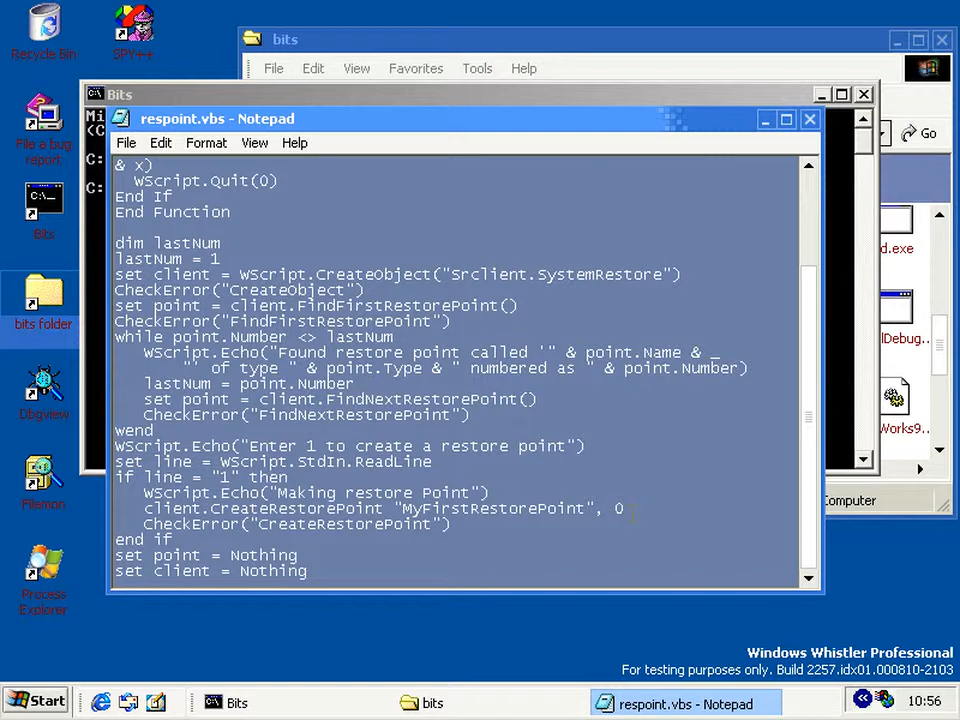 Recycle Bin
SPY++
File a bug
report
Bits
bits folder
Dbgview
Filemon
Process
Explorer
bits
File Edit View Favorites Tools Help
Go
Bits
Mi
<C
C:
C:
respoint.vbs - Notepad
File Edit Format View Help
& x)
WScript.Quit(0)
End If
End Function
dim lastNum
lastNum = 1
set client = WScript.CreateObject("Srclient.SystemRestore")
CheckError("CreateObject")
set point = client.FindFirstRestorePoint()
CheckError("FindFirstRestorePoint")
while point.Number <> lastNum
WScript.Echo("Found restore point called '" & point.Name & _
"' of type " & point.Type & " numbered as " & point.Number)
lastNum = point.Number
set point = client.FindNextRestorePoint()
CheckError("FindNextRestorePoint")
wend
WScript.Echo("Enter 1 to create a restore point")
set line = WScript.StdIn.ReadLine
if line = "1" then
WScript.Echo("Making restore Point")
client.CreateRestorePoint "MyFirstRestorePoint", 0
CheckError("CreateRestorePoint")
end if
set point = Nothing
set client = Nothing
d.exe
lDebug...
Works9...
Computer
Windows Whistler Professional
For testing purposes only. Build 2257.idx01.000810-2103
Start Bits bits respoint.vbs - Notepad 10:56